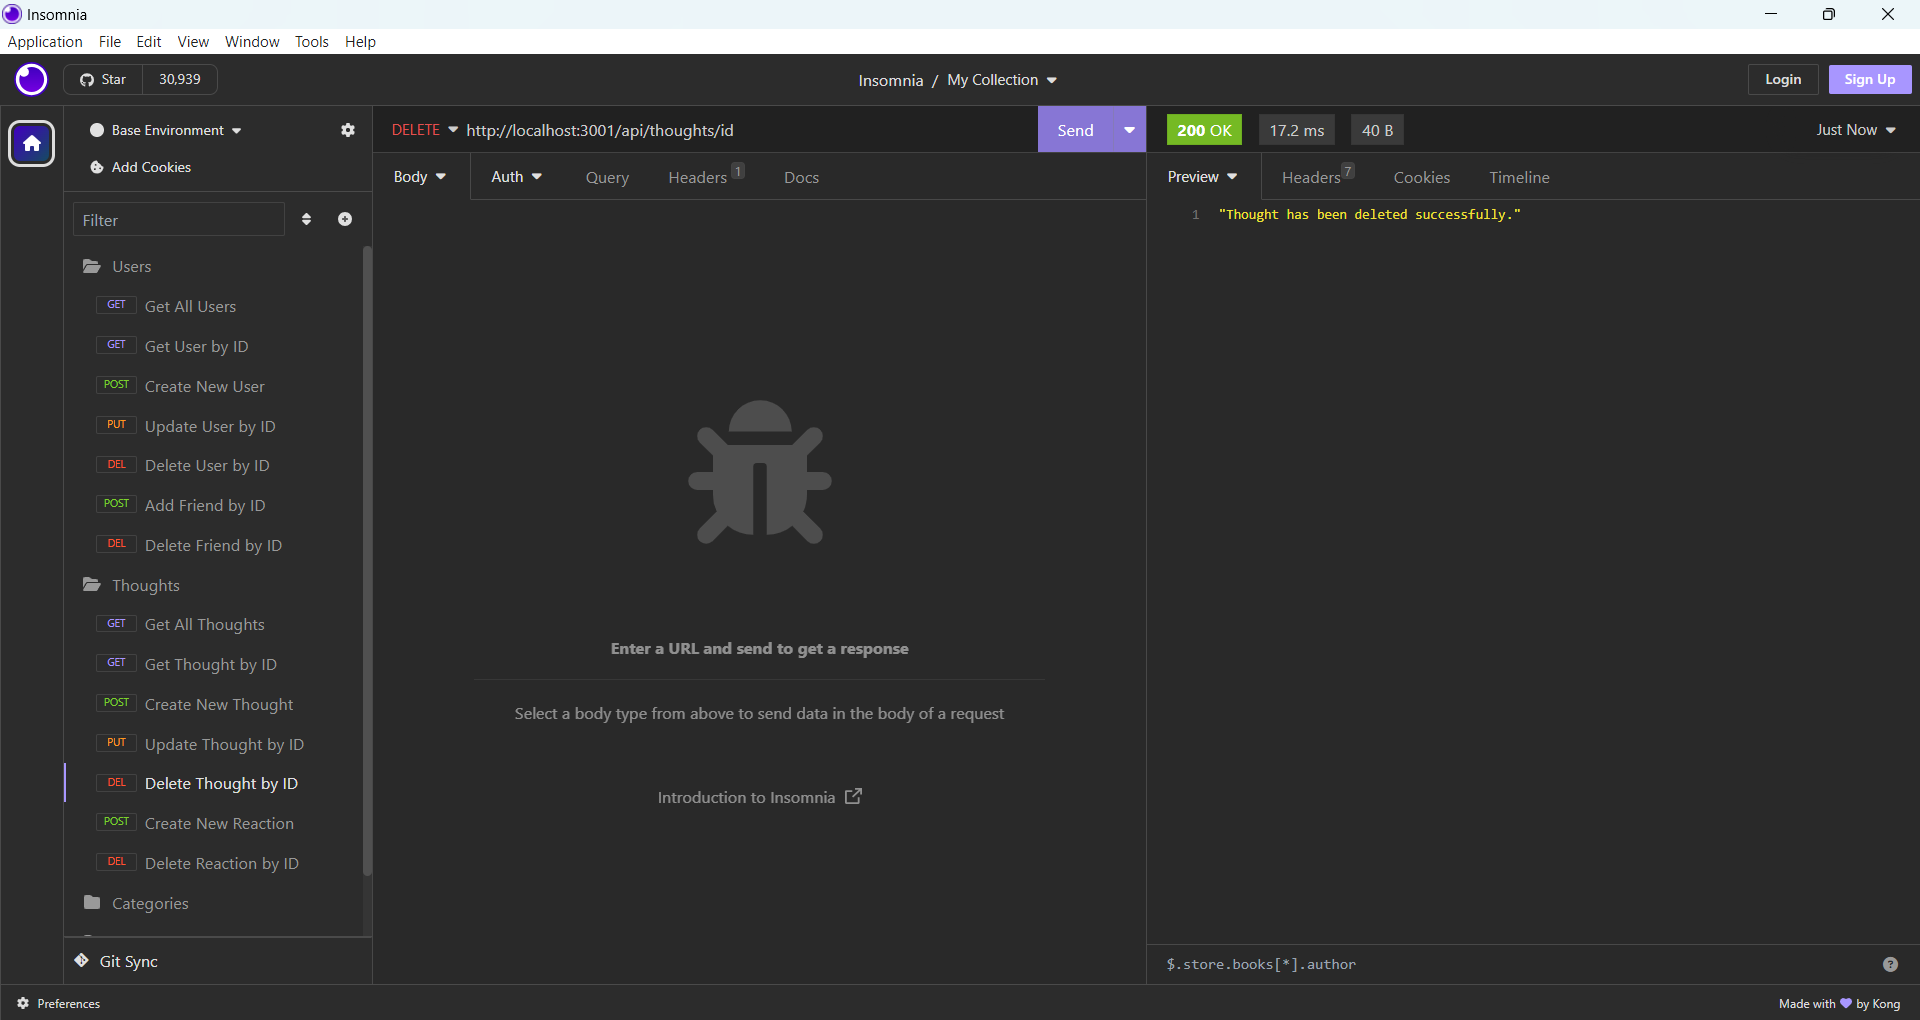 Insomnia
Application File Edit View Window Tools Help
Star 30,939
Insomnia / My Collection
Login Sign Up
Base Environment
Add Cookies
Filter
Users
GET Get All Users
GET Get User by ID
POST Create New User
PUT Update User by ID
DEL Delete User by ID
POST Add Friend by ID
DEL Delete Friend by ID
Thoughts
GET Get All Thoughts
GET Get Thought by ID
POST Create New Thought
PUT Update Thought by ID
DEL Delete Thought by ID
POST Create New Reaction
DEL Delete Reaction by ID
Categories
Git Sync
DELETE http://localhost:3001/api/thoughts/id Send
Body Auth Query Headers 1 Docs
Enter a URL and send to get a response
Select a body type from above to send data in the body of a request
Introduction to Insomnia
200 OK 17.2 ms 40 B Just Now
Preview Headers 7 Cookies Timeline
1 "Thought has been deleted successfully."
$.store.books[*].author ?
Preferences
Made with 💜 by Kong